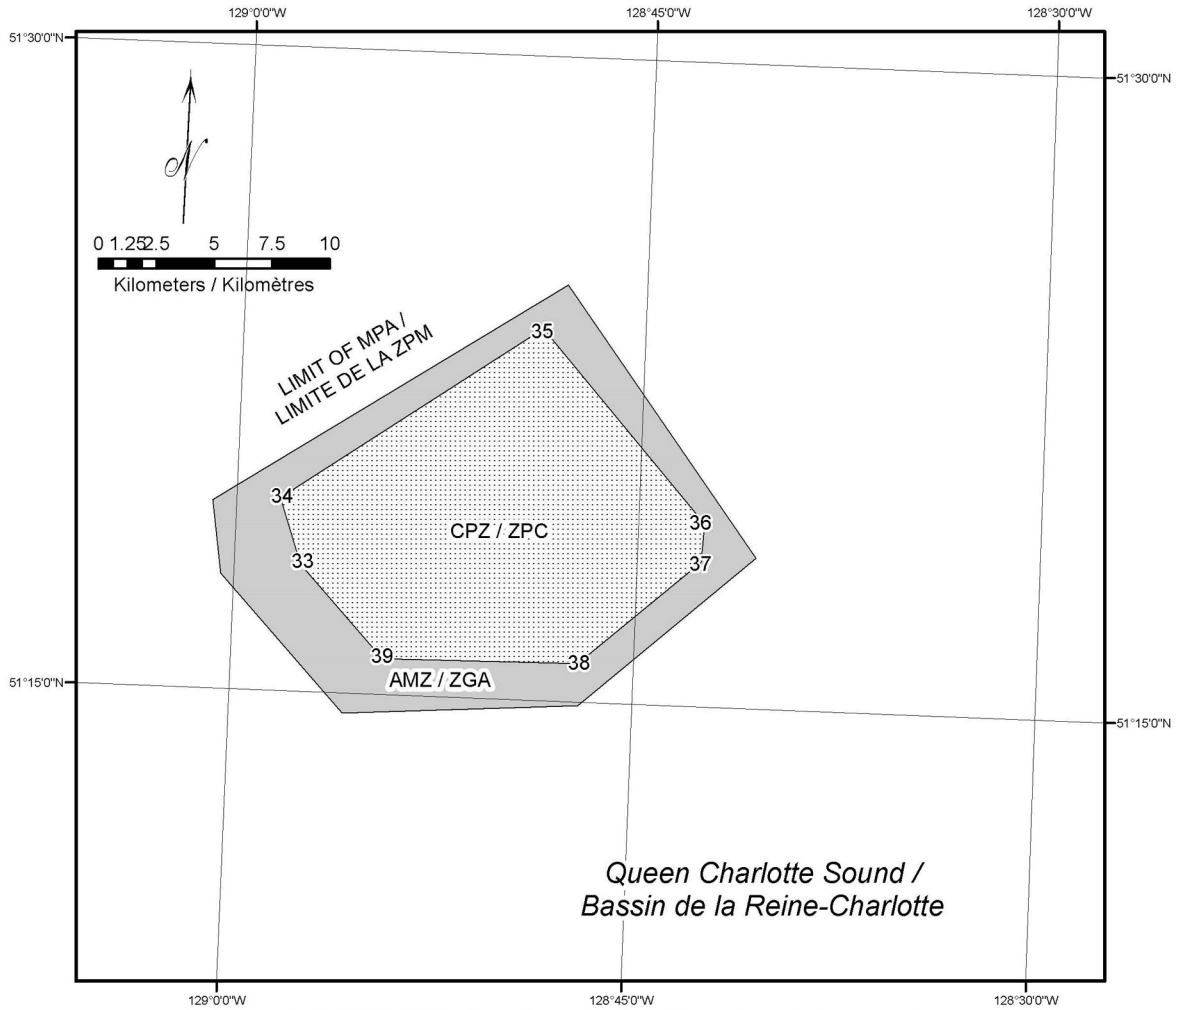 129°0'0"W
128°45'0"W
128°30'0"W
51°30'0"N
51°30'0"N
N
0 1.25 2.5 5 7.5 10
Kilometers / Kilomètres
LIMIT OF MPA /
LIMITE DE LA ZPM
35
34
36
CPZ / ZPC
33
37
39
38
AMZ / ZGA
51°15'0"N
51°15'0"N
Queen Charlotte Sound /
Bassin de la Reine-Charlotte
129°0'0"W
128°45'0"W
128°30'0"W